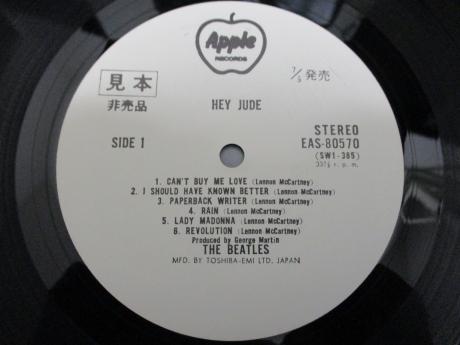 Apple
RECORDS
見本
非売品
7/5 発売
HEY JUDE
SIDE 1
STEREO
EAS-80570
(SW1-385)
33⅓ r. p. m.
1. CAN'T BUY ME LOVE (Lennon McCartney)
2. I SHOULD HAVE KNOWN BETTER (Lennon McCartney)
3. PAPERBACK WRITER (Lennon McCartney)
4. RAIN (Lennon McCartney)
5. LADY MADONNA (Lennon McCartney)
6. REVOLUTION (Lennon McCartney)
Produced by George Martin
THE BEATLES
MFD. BY TOSHIBA-EMI LTD. JAPAN